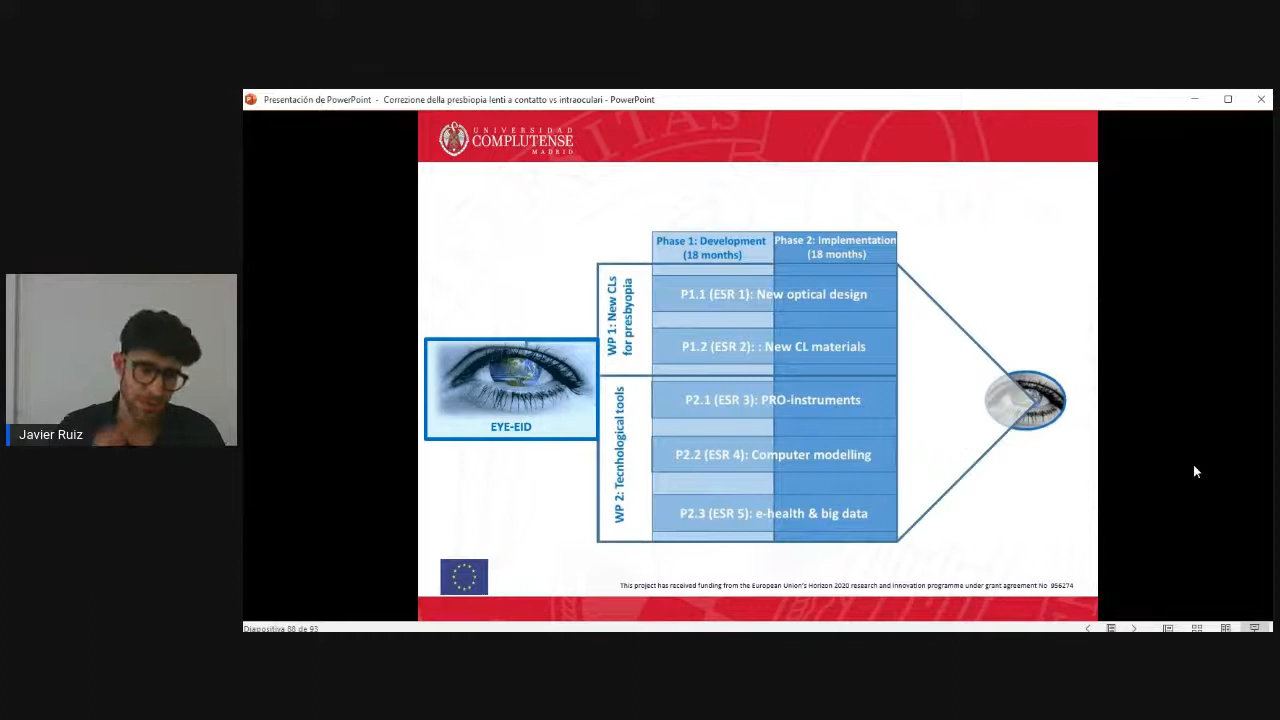 Presentación de PowerPoint - Correzione della presbiopia lenti a contatto vs intraoculari - PowerPoint
UNIVERSIDAD
COMPLUTENSE
MADRID
Phase 1: Development
(18 months)
Phase 2: Implementation
(18 months)
WP 1: New CLs
for presbyopia
P1.1 (ESR 1): New optical design
P1.2 (ESR 2): : New CL materials
EYE-EID
WP 2: Tecnhological tools
P2.1 (ESR 3): PRO-instruments
P2.2 (ESR 4): Computer modelling
P2.3 (ESR 5): e-health & big data
Javier Ruiz
This project has received funding from the European Union's Horizon 2020 research and innovation programme under grant agreement No 956274
Diapositiva 88 de 93